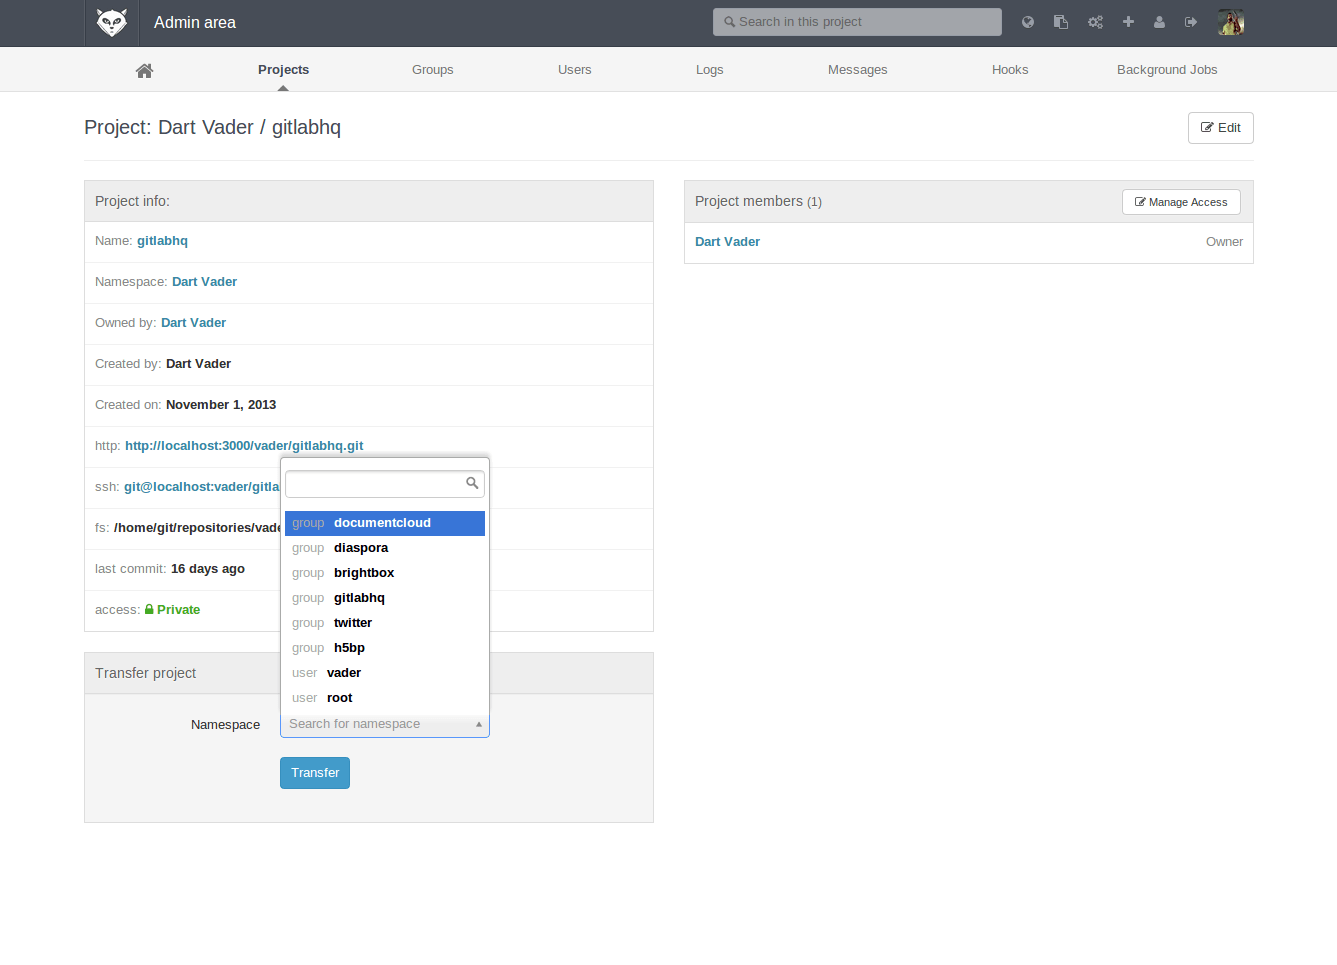 Admin area
Search in this project
Projects
Groups
Users
Logs
Messages
Hooks
Background Jobs
Project: Dart Vader / gitlabhq
Edit
Project info:
Name: gitlabhq
Namespace: Dart Vader
Owned by: Dart Vader
Created by: Dart Vader
Created on: November 1, 2013
http: http://localhost:3000/vader/gitlabhq.git
ssh: git@localhost:vader/gitla
fs: /home/git/repositories/vade
last commit: 16 days ago
access: Private
group documentcloud
group diaspora
group brightbox
group gitlabhq
group twitter
group h5bp
user vader
user root
Transfer project
Namespace
Search for namespace
Transfer
Project members (1)
Manage Access
Dart Vader
Owner